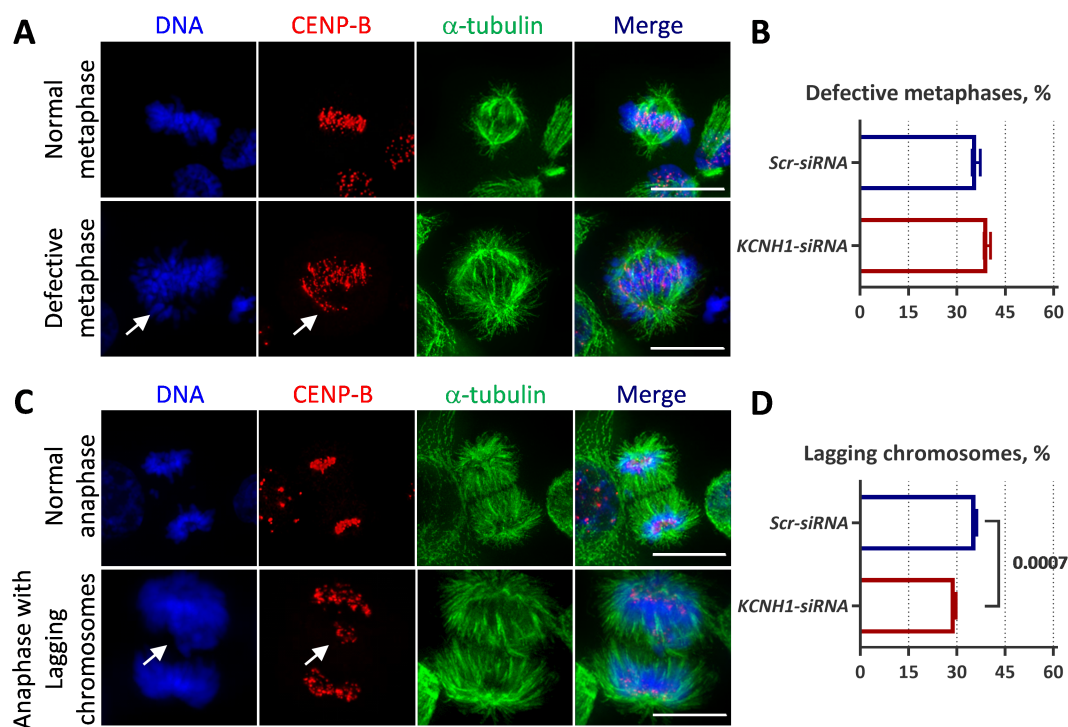 A
DNA
CENP-B
α-tubulin
Merge
Normal
metaphase
Defective
metaphase
B
Defective metaphases, %
Scr-siRNA
KCNH1-siRNA
0 15 30 45 60
C
DNA
CENP-B
α-tubulin
Merge
Normal
anaphase
Anaphase with
Lagging
chromosomes
D
Lagging chromosomes, %
Scr-siRNA
0.0007
KCNH1-siRNA
0 15 30 45 60